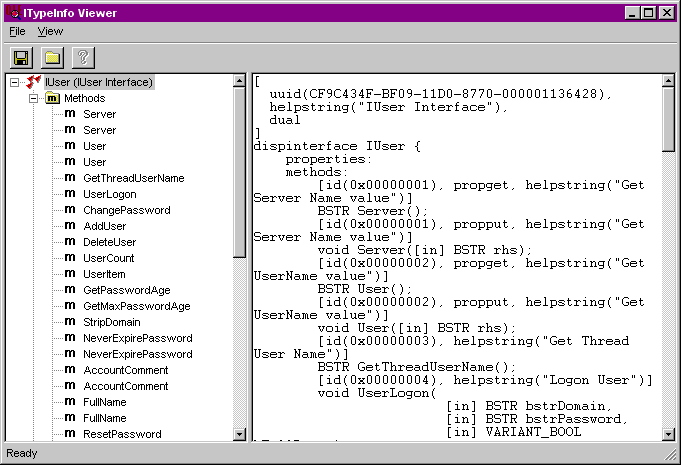 ITypeInfo Viewer
File View
IUser (IUser Interface)
Methods
m Server
m Server
m User
m User
m GetThreadUserName
m UserLogon
m ChangePassword
m AddUser
m DeleteUser
m UserCount
m UserItem
m GetPasswordAge
m GetMaxPasswordAge
m StripDomain
m NeverExpirePassword
m NeverExpirePassword
m AccountComment
m AccountComment
m FullName
m FullName
m ResetPassword
[
uuid(CF9C434F-BF09-11D0-8770-000001136428),
helpstring("IUser Interface"),
dual
]
dispinterface IUser {
properties:
methods:
[id(0x00000001), propget, helpstring("Get
Server Name value")]
BSTR Server();
[id(0x00000001), propput, helpstring("Get
Server Name value")]
void Server([in] BSTR rhs);
[id(0x00000002), propget, helpstring("Get
UserName value")]
BSTR User();
[id(0x00000002), propput, helpstring("Get
UserName value")]
void User([in] BSTR rhs);
[id(0x00000003), helpstring("Get Thread
User Name")]
BSTR GetThreadUserName();
[id(0x00000004), helpstring("Logon User")]
void UserLogon(
[in] BSTR bstrDomain,
[in] BSTR bstrPassword,
[in] VARIANT_BOOL
Ready